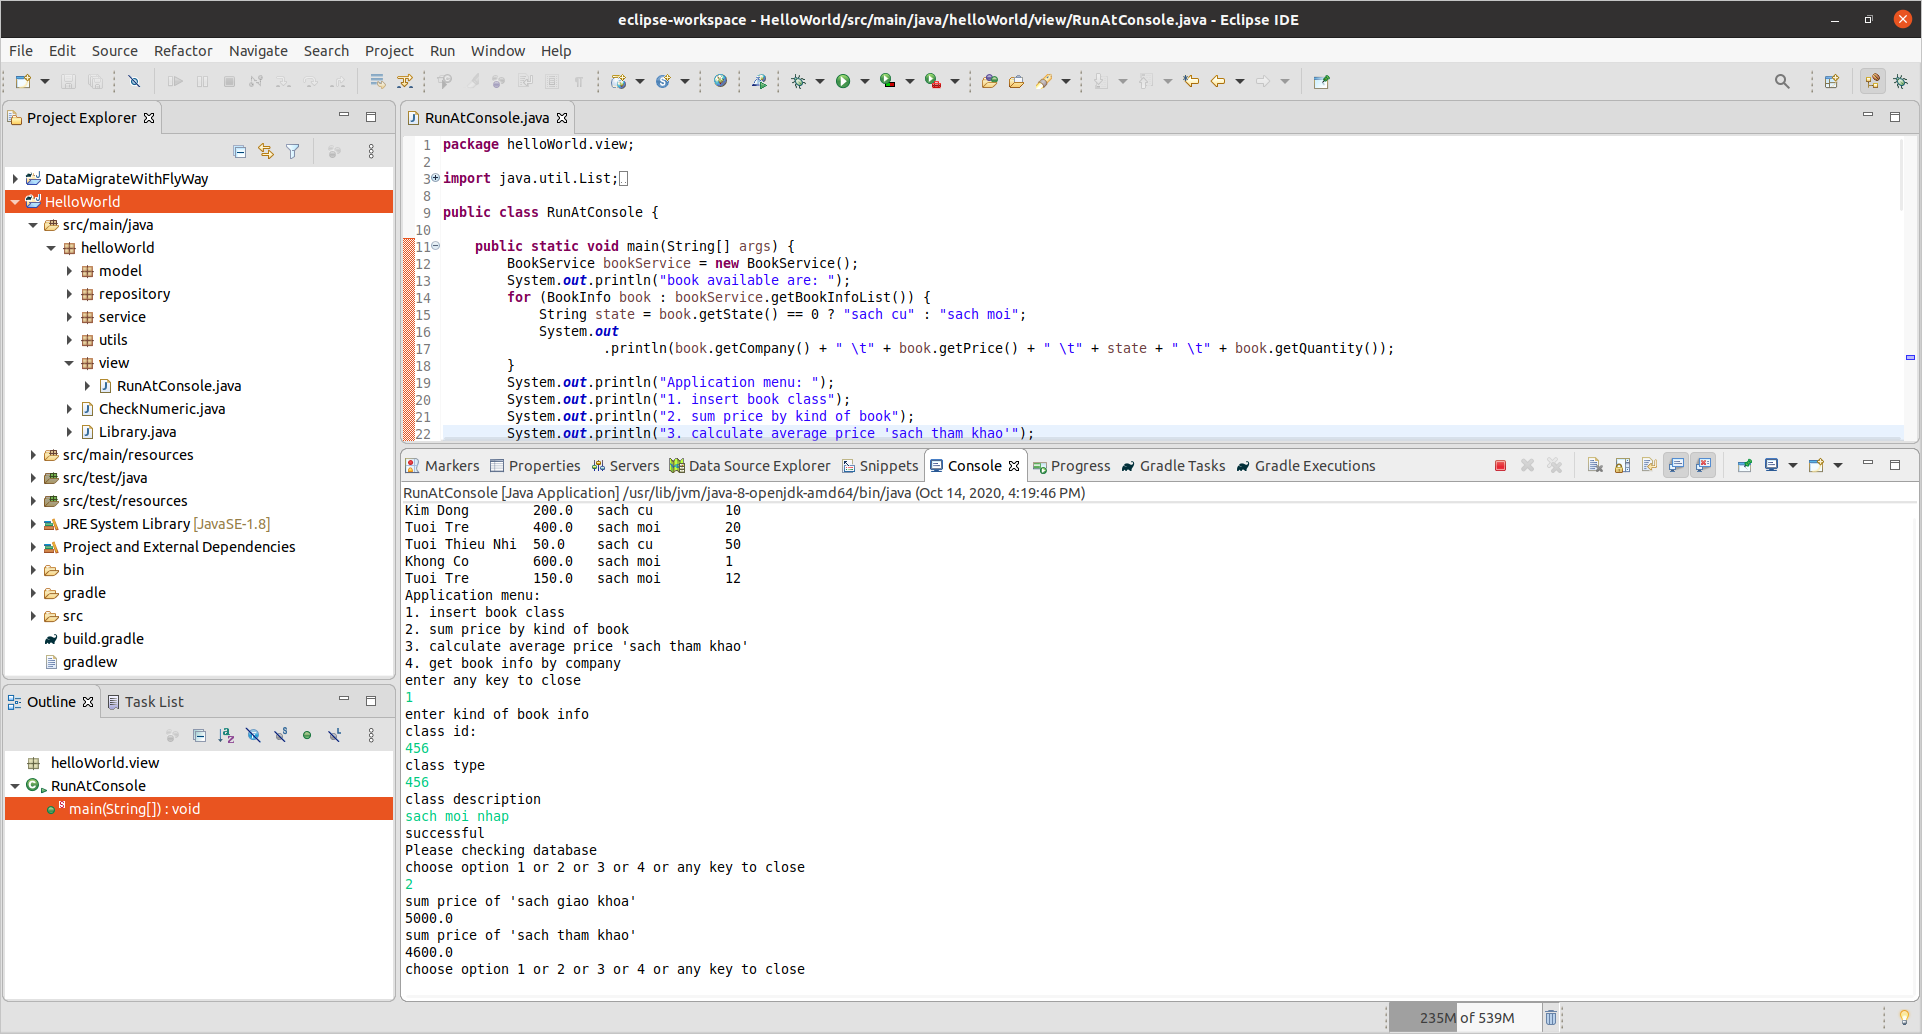 eclipse-workspace - HelloWorld/src/main/java/helloWorld/view/RunAtConsole.java - Eclipse IDE
File Edit Source Refactor Navigate Search Project Run Window Help
Project Explorer
DataMigrateWithFlyWay
HelloWorld
src/main/java
helloWorld
model
repository
service
utils
view
RunAtConsole.java
CheckNumeric.java
Library.java
src/main/resources
src/test/java
src/test/resources
JRE System Library [JavaSE-1.8]
Project and External Dependencies
bin
gradle
src
build.gradle
gradlew
Outline Task List
helloWorld.view
RunAtConsole
main(String[]) : void
RunAtConsole.java
1 package helloWorld.view;
2
3 import java.util.List;
8
9 public class RunAtConsole {
10
11 public static void main(String[] args) {
12 BookService bookService = new BookService();
13 System.out.println("book available are: ");
14 for (BookInfo book : bookService.getBookInfoList()) {
15 String state = book.getState() == 0 ? "sach cu" : "sach moi";
16 System.out
17 .println(book.getCompany() + " \t" + book.getPrice() + " \t" + state + " \t" + book.getQuantity());
18 }
19 System.out.println("Application menu: ");
20 System.out.println("1. insert book class");
21 System.out.println("2. sum price by kind of book");
22 System.out.println("3. calculate average price 'sach tham khao'");
Markers Properties Servers Data Source Explorer Snippets Console Progress Gradle Tasks Gradle Executions
RunAtConsole [Java Application] /usr/lib/jvm/java-8-openjdk-amd64/bin/java (Oct 14, 2020, 4:19:46 PM)
Kim Dong 200.0 sach cu 10
Tuoi Tre 400.0 sach moi 20
Tuoi Thieu Nhi 50.0 sach cu 50
Khong Co 600.0 sach moi 1
Tuoi Tre 150.0 sach moi 12
Application menu:
1. insert book class
2. sum price by kind of book
3. calculate average price 'sach tham khao'
4. get book info by company
enter any key to close
1
enter kind of book info
class id:
456
class type
456
class description
sach moi nhap
successful
Please checking database
choose option 1 or 2 or 3 or 4 or any key to close
2
sum price of 'sach giao khoa'
5000.0
sum price of 'sach tham khao'
4600.0
choose option 1 or 2 or 3 or 4 or any key to close
235M of 539M